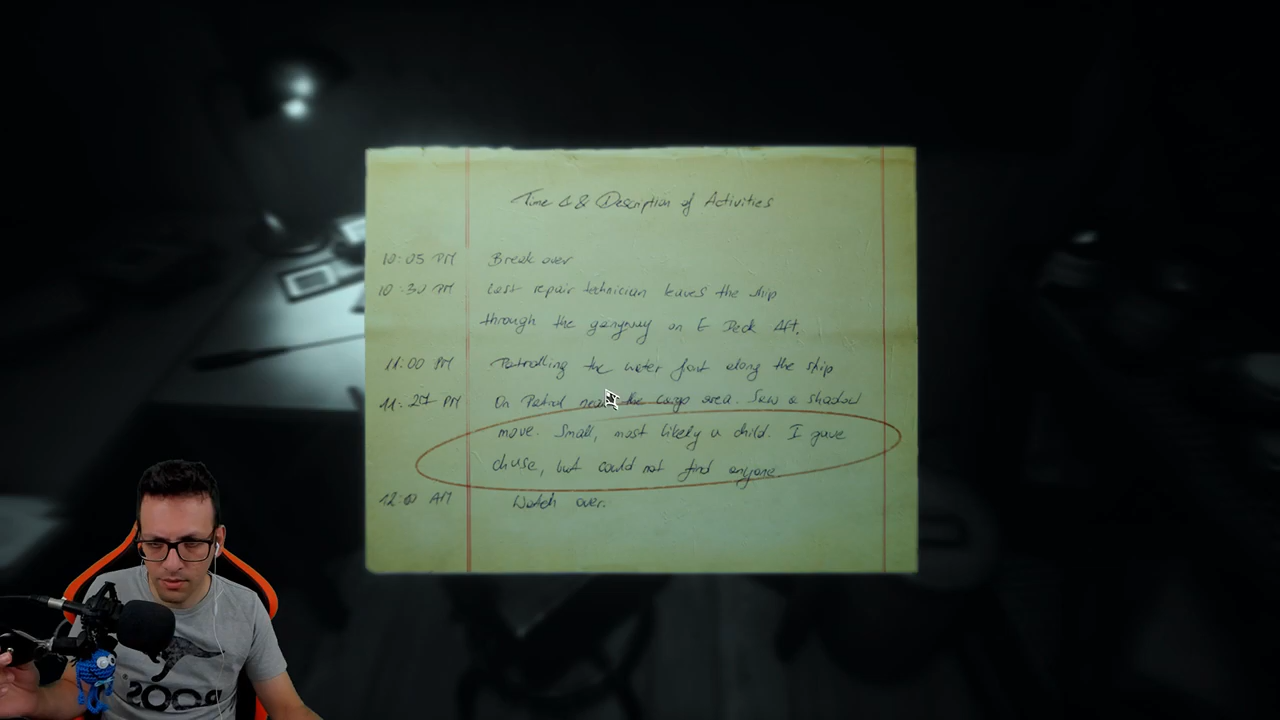 Time & Description of Activities
10:05 PM Break over
10:30 PM Last repair technician leaves the ship
through the gangway on E Deck Aft.
11:00 PM Patrolling the water font along the ship
11:27 PM On Patrol near the cargo area. Saw a shadow
move. Small, most likely a child. I gave
chase, but could not find anyone
12:00 AM Watch over.